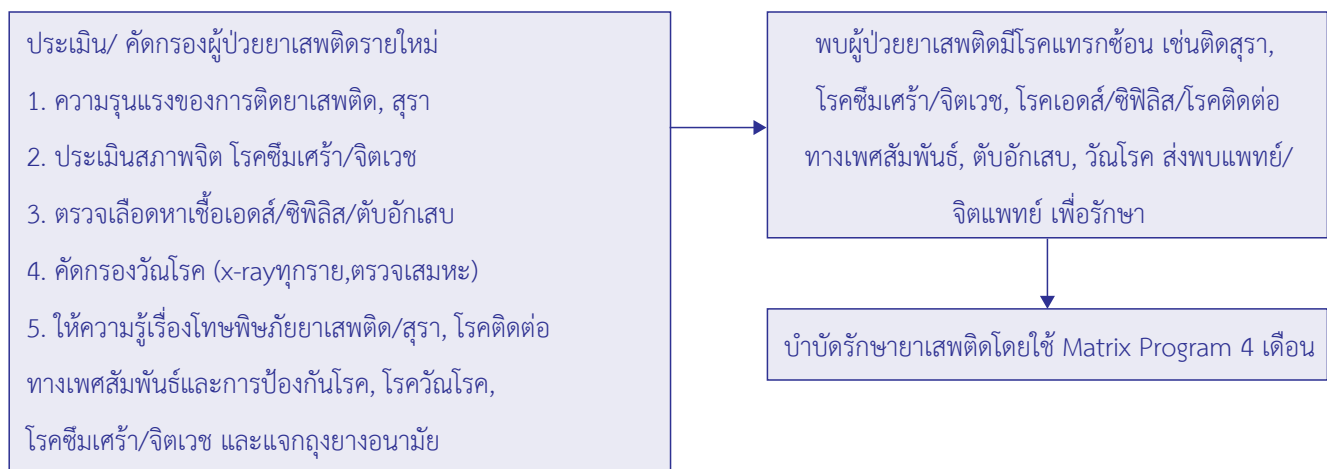 ประเมิน/ คัดกรองผู้ป่วยยาเสพติดรายใหม่
1. ความรุนแรงของการติดยาเสพติด, สุรา
2. ประเมินสภาพจิต โรคซึมเศร้า/จิตเวช
3. ตรวจเลือดหาเชื้อเอดส์/ซิพิลิส/ตับอักเสบ
4. คัดกรองวัณโรค (x-rayทุกราย,ตรวจเสมหะ)
5. ให้ความรู้เรื่องโทษพิษภัยยาเสพติด/สุรา, โรคติดต่อ
ทางเพศสัมพันธ์และการป้องกันโรค, โรควัณโรค,
โรคซึมเศร้า/จิตเวช และแจกถุงยางอนามัย
พบผู้ป่วยยาเสพติดมีโรคแทรกซ้อน เช่นติดสุรา,
โรคซึมเศร้า/จิตเวช, โรคเอดส์/ซิฟิลิส/โรคติดต่อ
ทางเพศสัมพันธ์, ตับอักเสบ, วัณโรค ส่งพบแพทย์/
จิตแพทย์ เพื่อรักษา
บำบัดรักษายาเสพติดโดยใช้ Matrix Program 4 เดือน